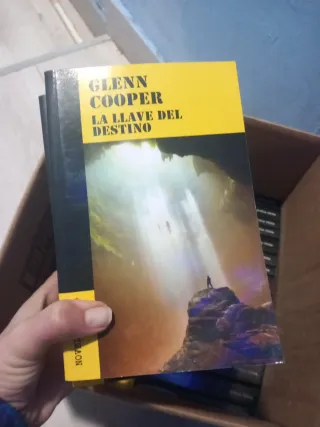 GLENN
COOPER
LA LLAVE DEL
DESTINO